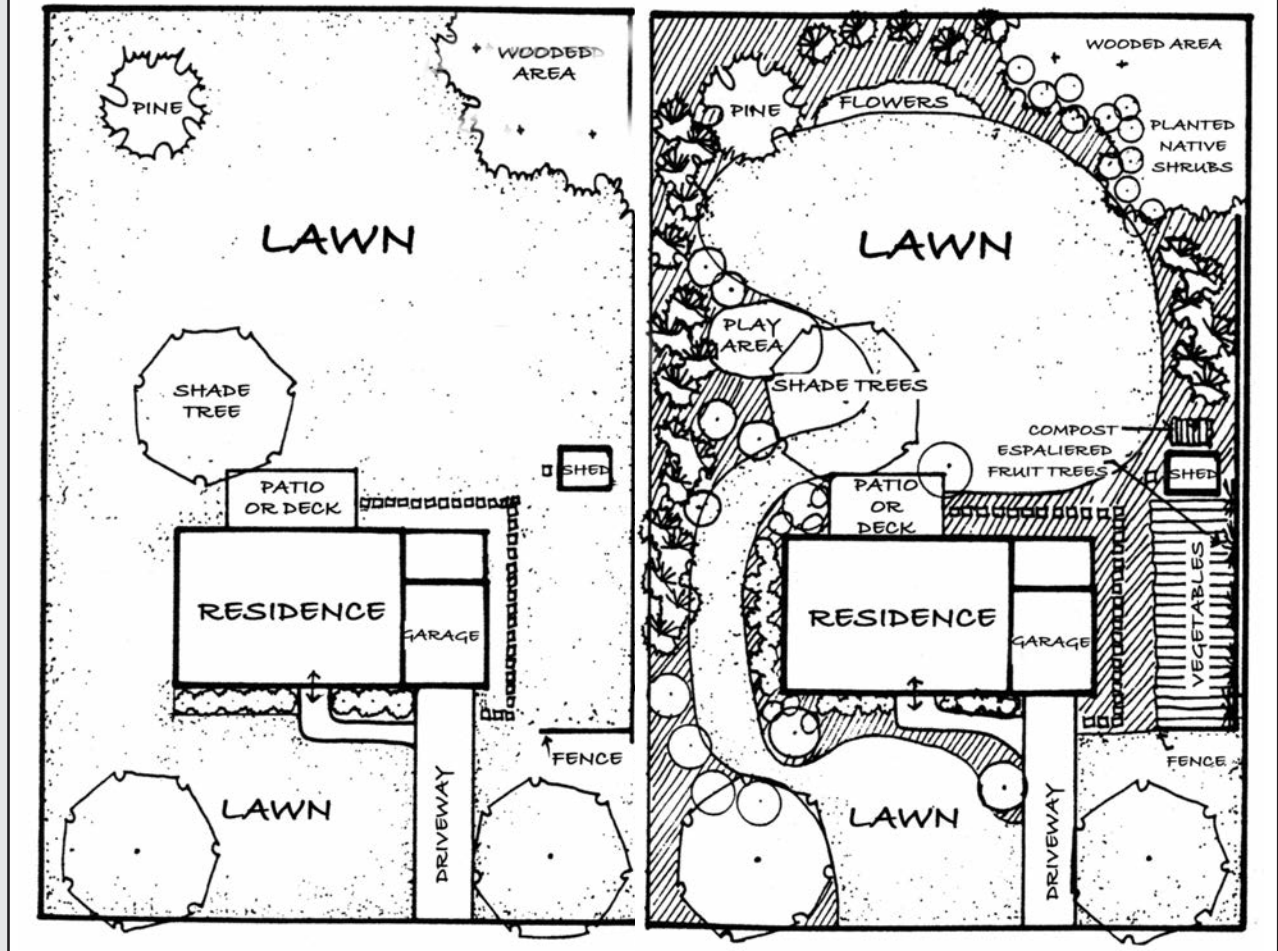 WOODED
AREA
PINE
LAWN
SHADE
TREE
SHED
PATIO
OR DECK
RESIDENCE
GARAGE
FENCE
LAWN
DRIVEWAY
WOODED AREA
PINE
FLOWERS
PLANTED
NATIVE
SHRUBS
LAWN
PLAY
AREA
SHADE TREES
COMPOST
ESPALIERED
FRUIT TREES
SHED
PATIO
OR
DECK
VEGETABLES
RESIDENCE
GARAGE
FENCE
LAWN
DRIVEWAY